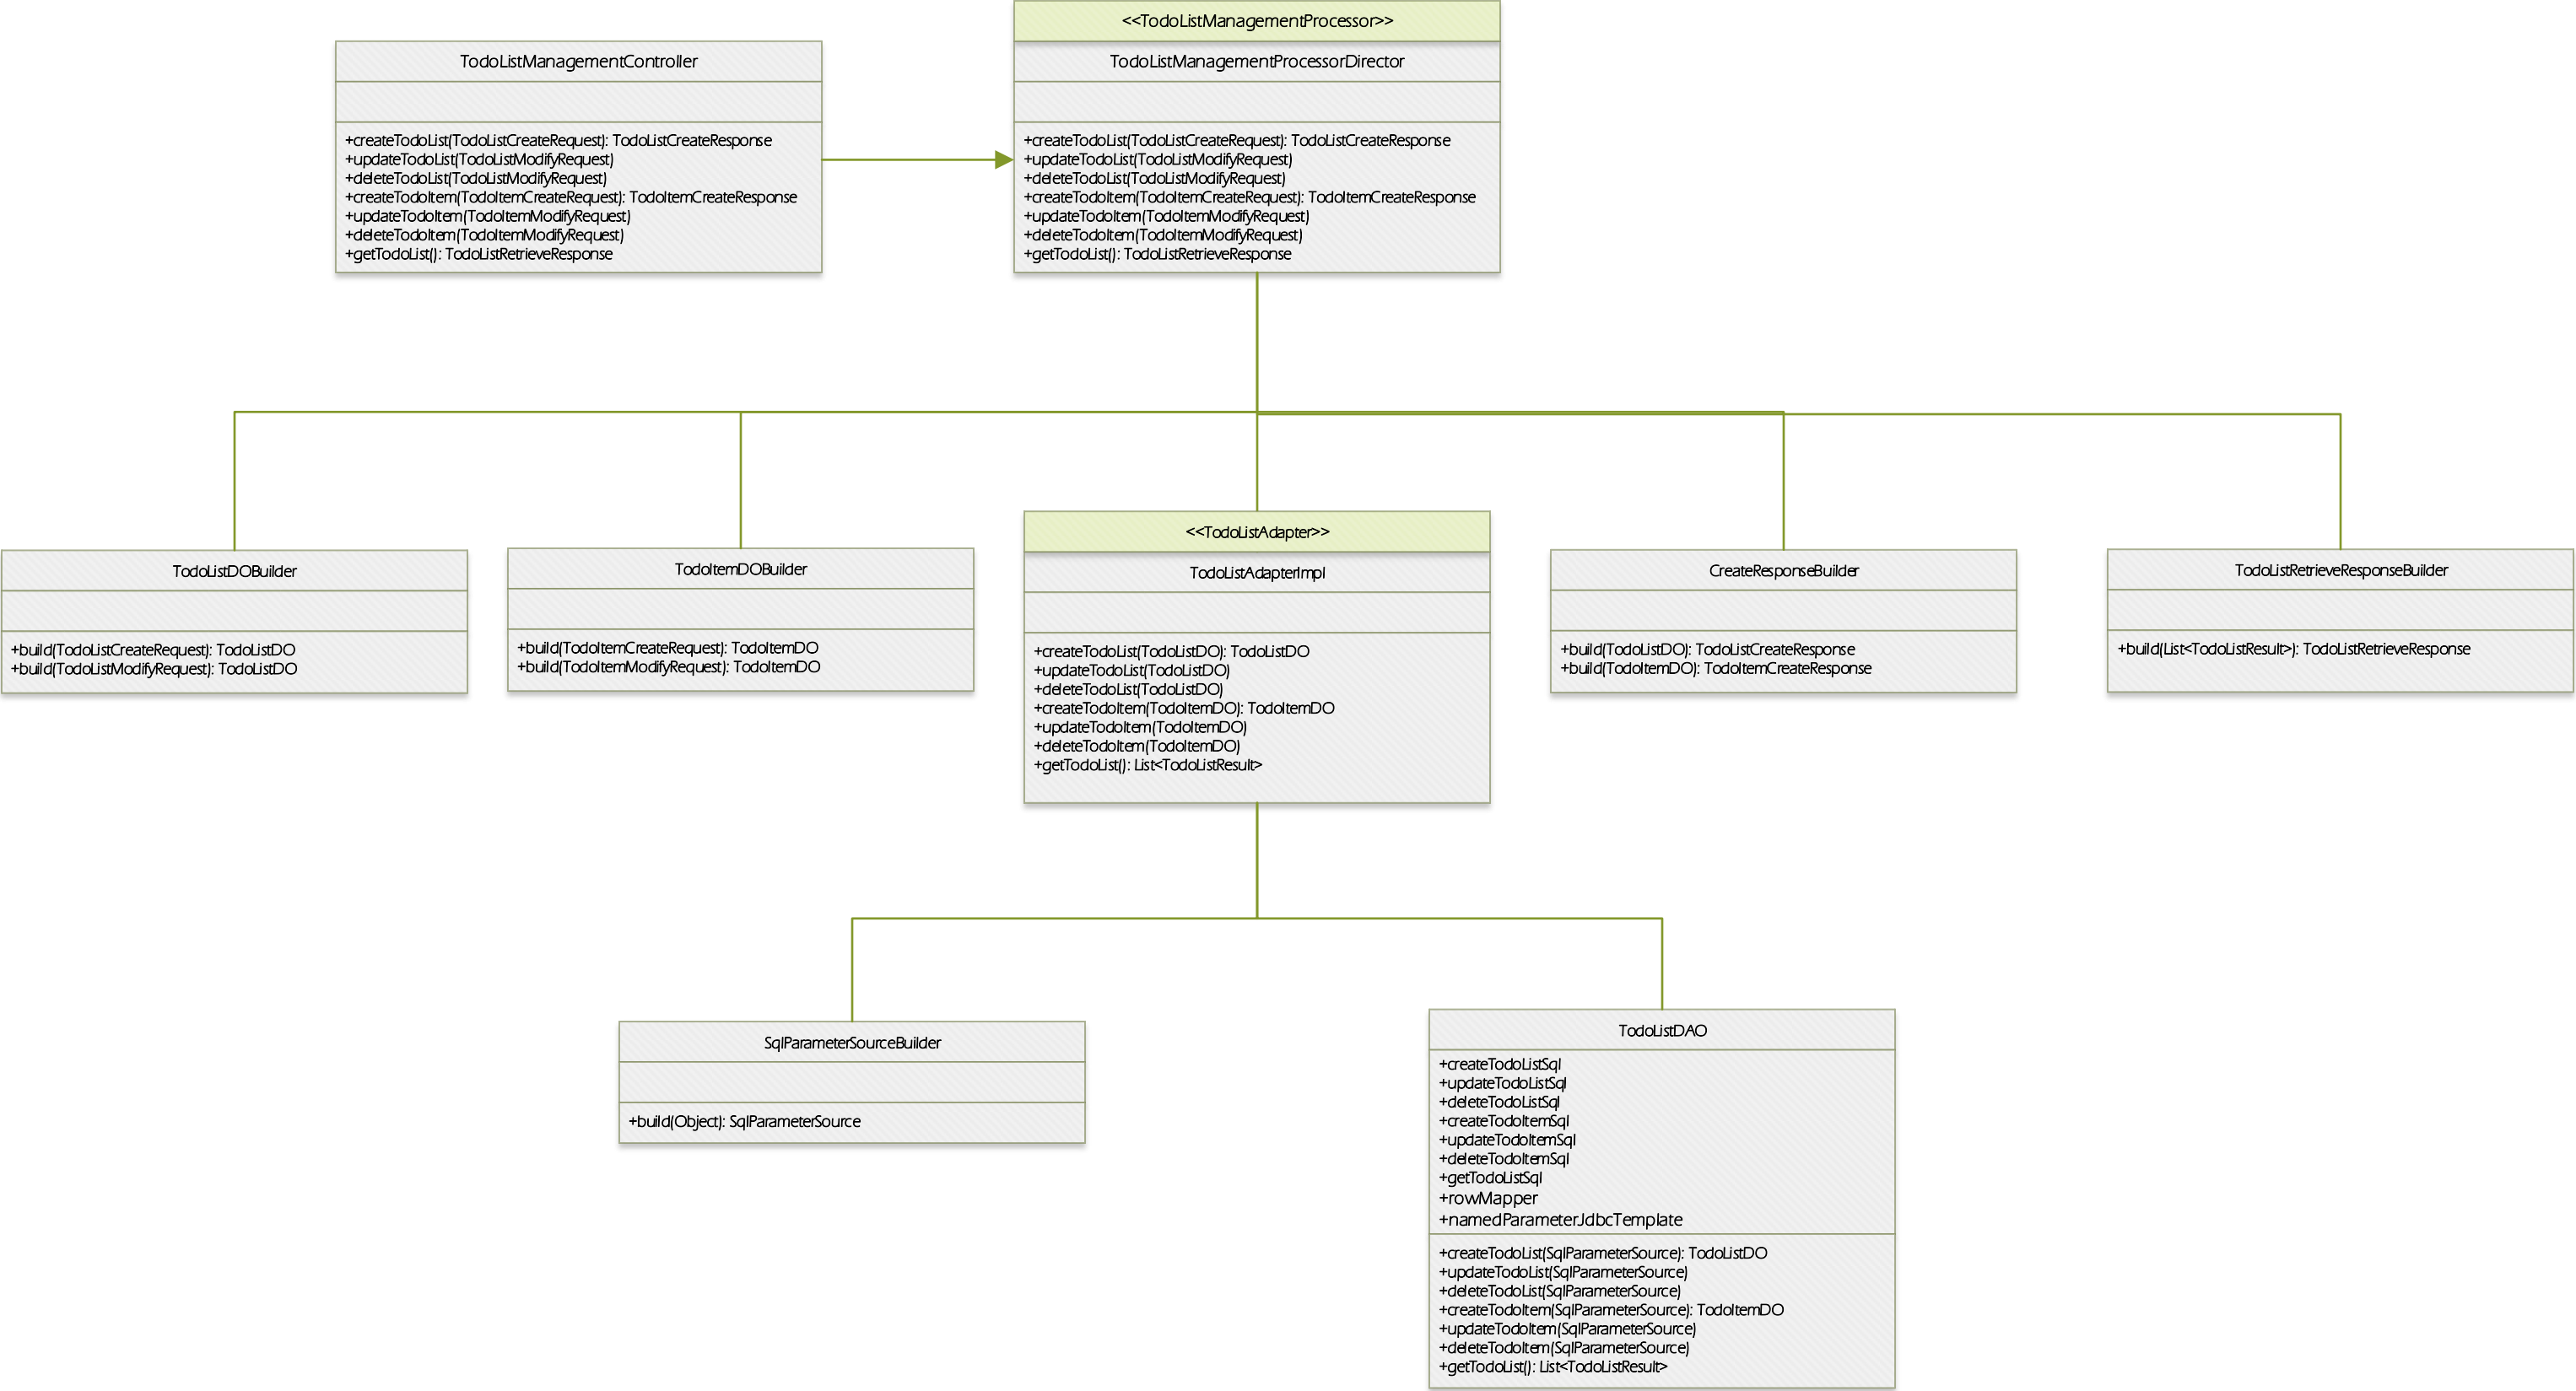 <<TodoListManagementProcessor>>
TodoListManagementController
TodoListManagementProcessorDirector
+createTodoList(TodoListCreateRequest): TodoListCreateResponse
+updateTodoList(TodoListModifyRequest)
+deleteTodoList(TodoListModifyRequest)
+createTodoItem(TodoItemCreateRequest): TodoItemCreateResponse
+updateTodoItem(TodoItemModifyRequest)
+deleteTodoItem(TodoItemModifyRequest)
+getTodoList(): TodoListRetrieveResponse
+createTodoList(TodoListCreateRequest): TodoListCreateResponse
+updateTodoList(TodoListModifyRequest)
+deleteTodoList(TodoListModifyRequest)
+createTodoItem(TodoItemCreateRequest): TodoItemCreateResponse
+updateTodoItem(TodoItemModifyRequest)
+deleteTodoItem(TodoItemModifyRequest)
+getTodoList(): TodoListRetrieveResponse
TodoListDOBuilder
+build(TodoListCreateRequest): TodoListDO
+build(TodoListModifyRequest): TodoListDO
TodoItemDOBuilder
+build(TodoItemCreateRequest): TodoItemDO
+build(TodoItemModifyRequest): TodoItemDO
<<TodoListAdapter>>
TodoListAdapterImpl
+createTodoList(TodoListDO): TodoListDO
+updateTodoList(TodoListDO)
+deleteTodoList(TodoListDO)
+createTodoItem(TodoItemDO): TodoItemDO
+updateTodoItem(TodoItemDO)
+deleteTodoItem(TodoItemDO)
+getTodoList(): List<TodoListResult>
CreateResponseBuilder
+build(TodoListDO): TodoListCreateResponse
+build(TodoItemDO): TodoItemCreateResponse
TodoListRetrieveResponseBuilder
+build(List<TodoListResult>): TodoListRetrieveResponse
SqlParameterSourceBuilder
+build(Object): SqlParameterSource
TodoListDAO
+createTodoListSql
+updateTodoListSql
+deleteTodoListSql
+createTodoItemSql
+updateTodoItemSql
+deleteTodoItemSql
+getTodoListSql
+rowMapper
+namedParameterJdbcTemplate
+createTodoList(SqlParameterSource): TodoListDO
+updateTodoList(SqlParameterSource)
+deleteTodoList(SqlParameterSource)
+createTodoItem(SqlParameterSource): TodoItemDO
+updateTodoItem(SqlParameterSource)
+deleteTodoItem(SqlParameterSource)
+getTodoList(): List<TodoListResult>